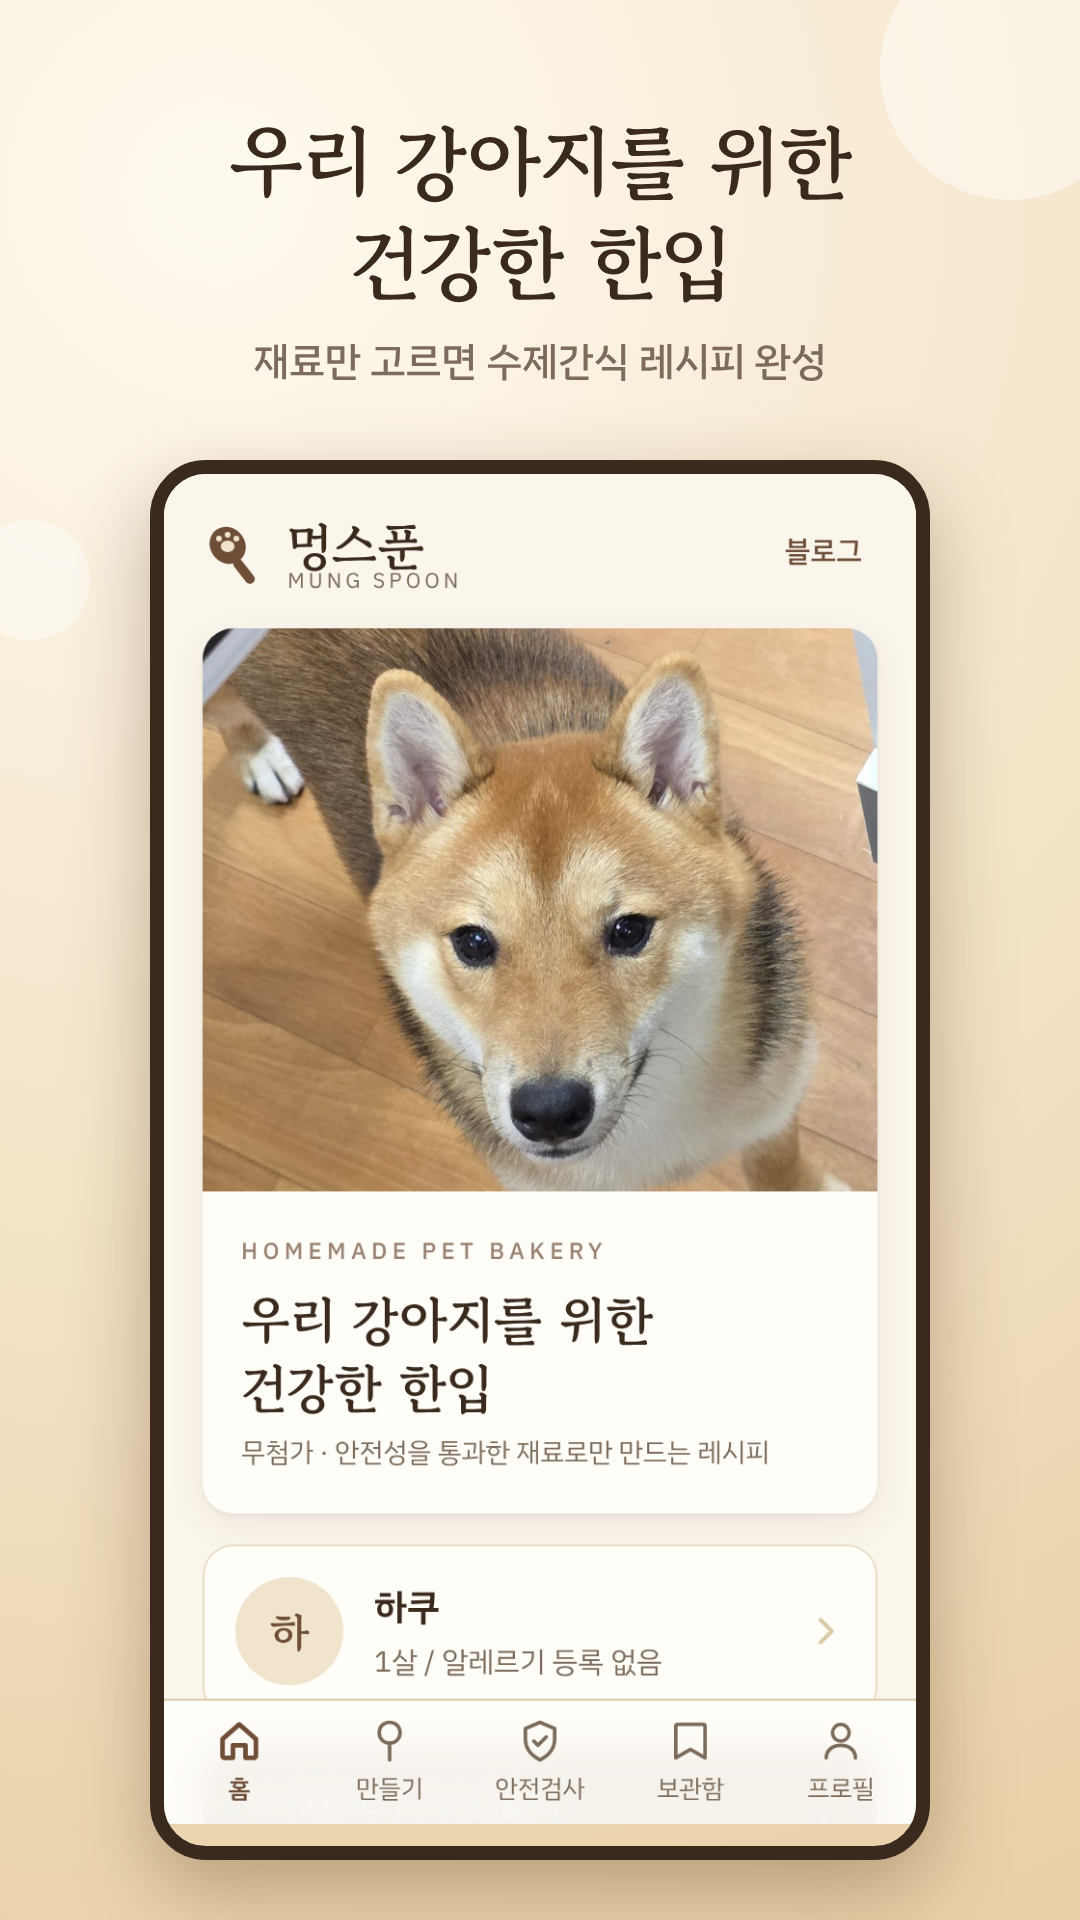 우리 강아지를 위한
건강한 한입
재료만 고르면 수제간식 레시피 완성
멍스푼
MUNG SPOON
블로그
HOMEMADE PET BAKERY
우리 강아지를 위한
건강한 한입
무첨가 · 안전성을 통과한 재료로만 만드는 레시피
하
하쿠
1살 / 알레르기 등록 없음
홈
만들기
안전검사
보관함
프로필